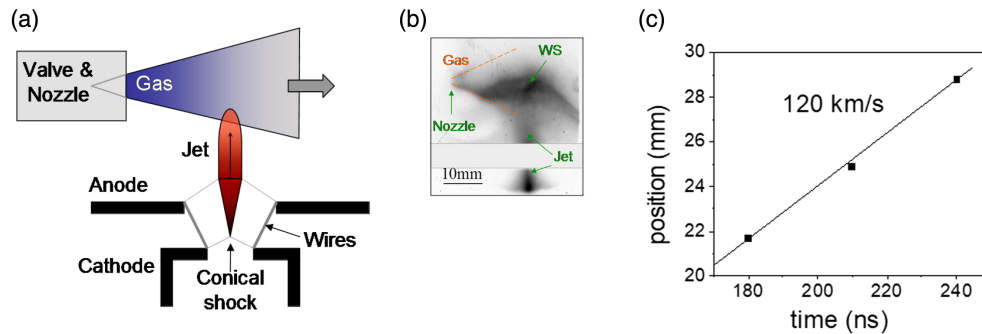 (a)
Valve &
Nozzle
Gas
Jet
Anode
Wires
Cathode
Conical
shock
(b)
WS
Gas
Nozzle
Jet
10mm
(c)
30
28
26
24
22
20
position (mm)
120 km/s
180
200
220
240
time (ns)